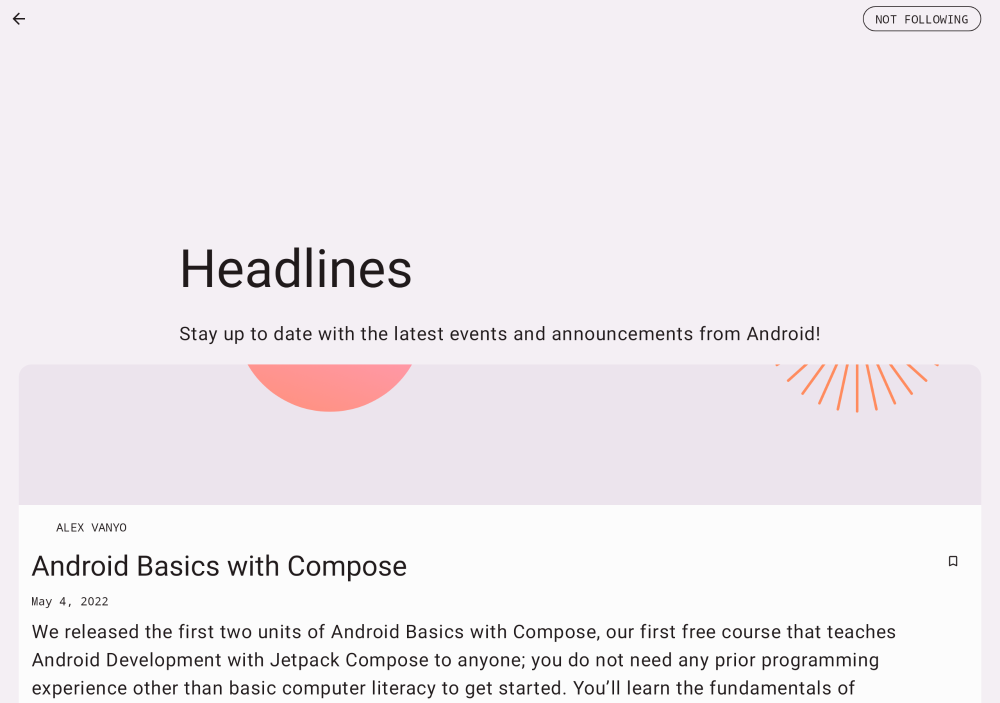 NOT FOLLOWING
Headlines
Stay up to date with the latest events and announcements from Android!
ALEX VANYO
Android Basics with Compose
May 4, 2022
We released the first two units of Android Basics with Compose, our first free course that teaches
Android Development with Jetpack Compose to anyone; you do not need any prior programming
experience other than basic computer literacy to get started. You’ll learn the fundamentals of